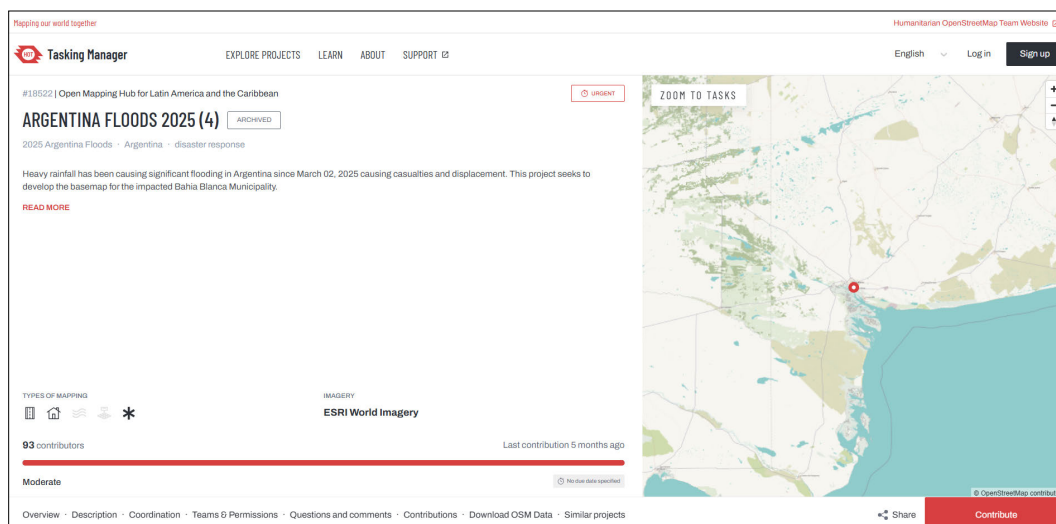 Mapping our world together
Humanitarian OpenStreetMap Team Website
HOT Tasking Manager
EXPLORE PROJECTS LEARN ABOUT SUPPORT
English Log in Sign up
#18522 | Open Mapping Hub for Latin America and the Caribbean
URGENT
ARGENTINA FLOODS 2025 (4) ARCHIVED
2025 Argentina Floods · Argentina · disaster response
Heavy rainfall has been causing significant flooding in Argentina since March 02, 2025 causing casualties and displacement. This project seeks to
develop the basemap for the impacted Bahia Blanca Municipality.
READ MORE
TYPES OF MAPPING
IMAGERY
ESRI World Imagery
93 contributors
Last contribution 5 months ago
Moderate
No due date specified
ZOOM TO TASKS
© OpenStreetMap contribut
Overview · Description · Coordination · Teams & Permissions · Questions and comments · Contributions · Download OSM Data · Similar projects
Share
Contribute